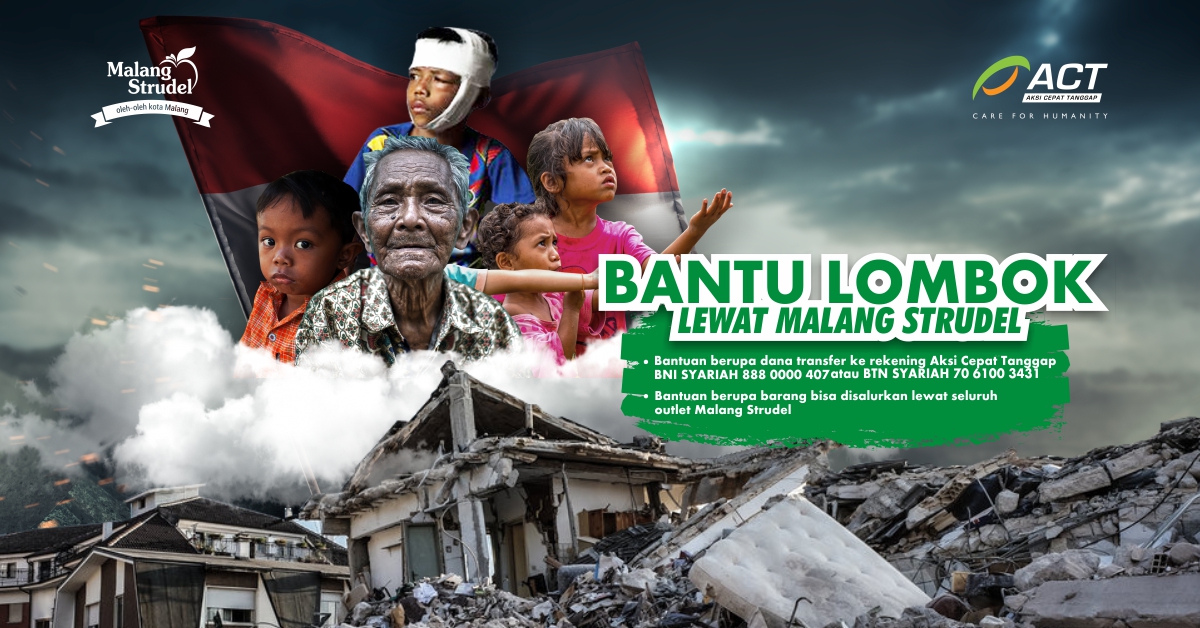 Malang
Strudel
oleh-oleh kota Malang
ACT
AKSI CEPAT TANGGAP
CARE FOR HUMANITY
BANTU LOMBOK
LEWAT MALANG STRUDEL
• Bantuan berupa dana transfer ke rekening Aksi Cepat Tanggap
BNI SYARIAH 888 0000 407atau BTN SYARIAH 70 6100 3431
• Bantuan berupa barang bisa disalurkan lewat seluruh
outlet Malang Strudel